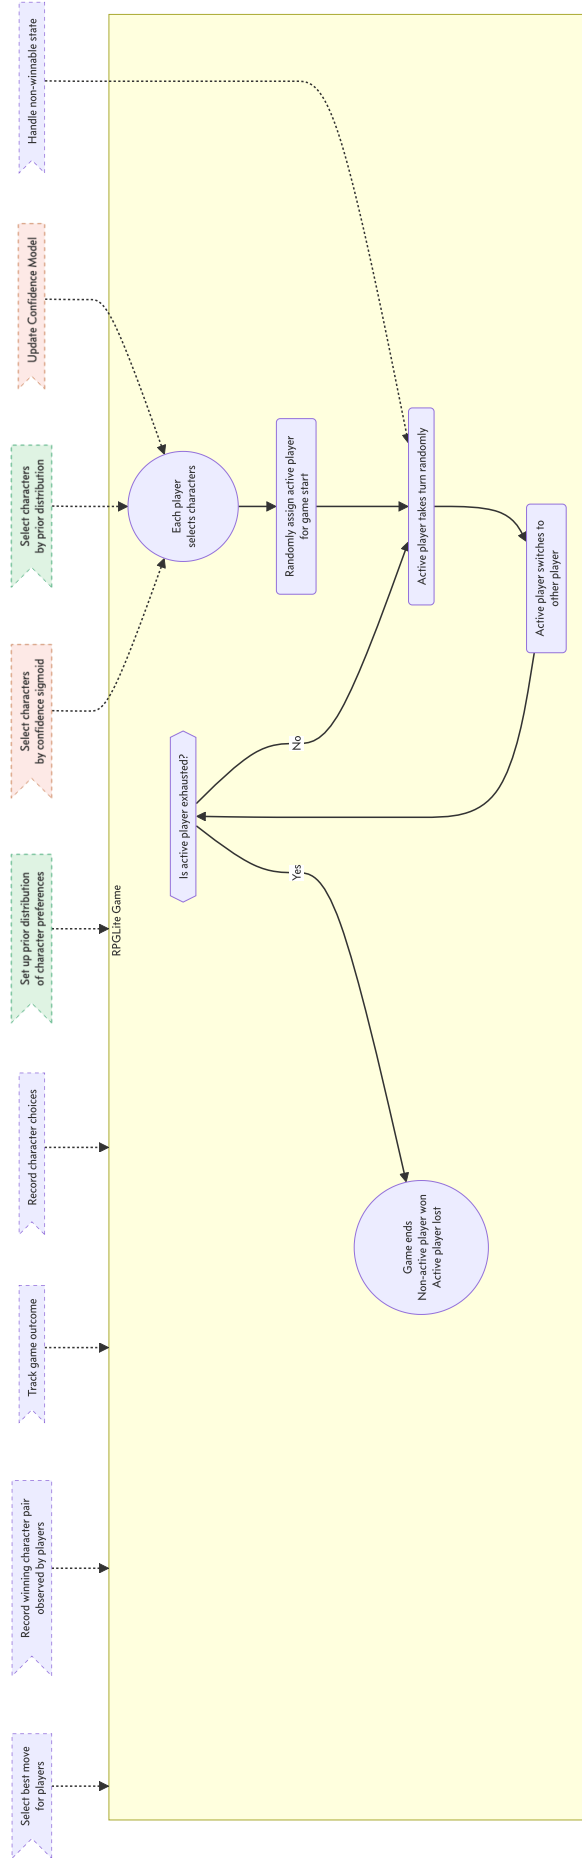 Handle non-winnable state
Update Confidence Model
Select characters
by prior distribution
Select characters
by confidence sigmoid
Set up prior distribution
of character preferences
Record character choices
Track game outcome
Record winning character pair
observed by players
Select best move
for players
RPGLite Game
Each player
selects characters
Randomly assign active player
for game start
Active player takes turn randomly
Active player switches to
other player
Is active player exhausted?
No
Yes
Game ends
Non-active player won
Active player lost